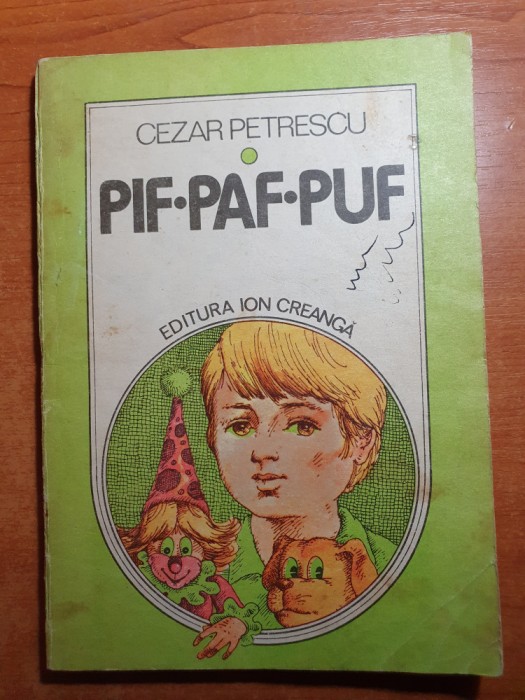 CEZAR PETRESCU
PIF•PAF•PUF
EDITURA ION CREANGĂ